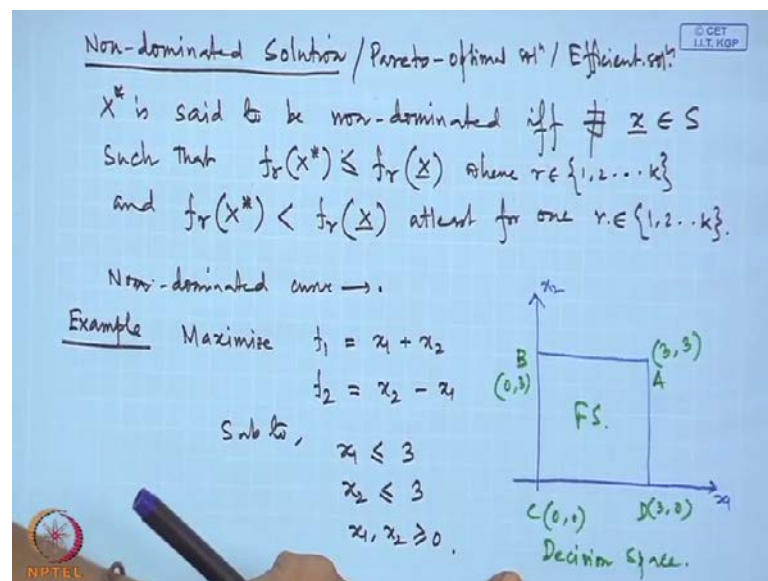 © CET
I.I.T. KGP
Non-dominated Solution / Pareto-optimal solⁿ / Efficient solⁿ.
X* is said to be non-dominated iff ∄ x ∈ S
Such that fr(X*) ≤ fr(X) where r ∈ {1, 2 ... k}
and fr(X*) < fr(X) atleast for one r. ∈ {1, 2 .. k}.
Non-dominated curve →.
Example Maximize f1 = x1 + x2
f2 = x2 - x1
Sub to,
x1 ≤ 3
x2 ≤ 3
x1, x2 ≥ 0.
x2
B
(0,3)
(3,3)
A
FS.
x1
C(0,0)
D(3,0)
Decision Space.
NPTEL